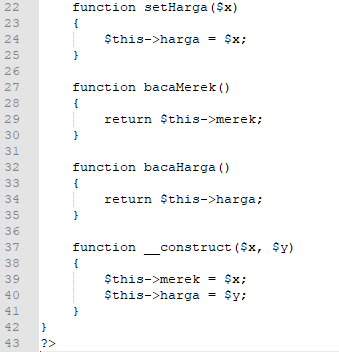 22 function setHarga($x)
23 {
24 $this->harga = $x;
25 }
26
27 function bacaMerek()
28 {
29 return $this->merek;
30 }
31
32 function bacaHarga()
33 {
34 return $this->harga;
35 }
36
37 function __construct($x, $y)
38 {
39 $this->merek = $x;
40 $this->harga = $y;
41 }
42 }
43 ?>